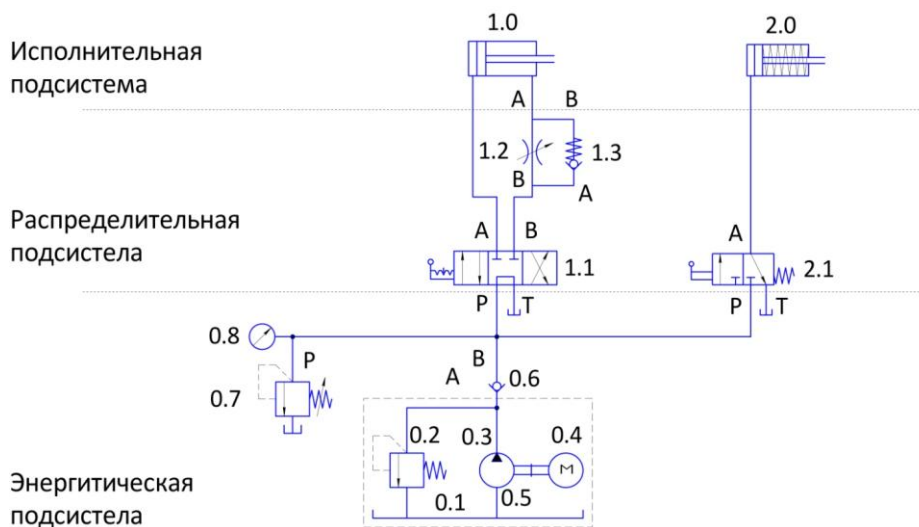 1.0
2.0
Исполнительная
подсистема
A
B
1.2
1.3
B
A
Распределительная
подсистела
A
B
A
1.1
2.1
P
T
P
T
0.8
P
B
A
0.6
0.7
0.2
0.3
0.4
M
0.1
0.5
Энергитическая
подсистела